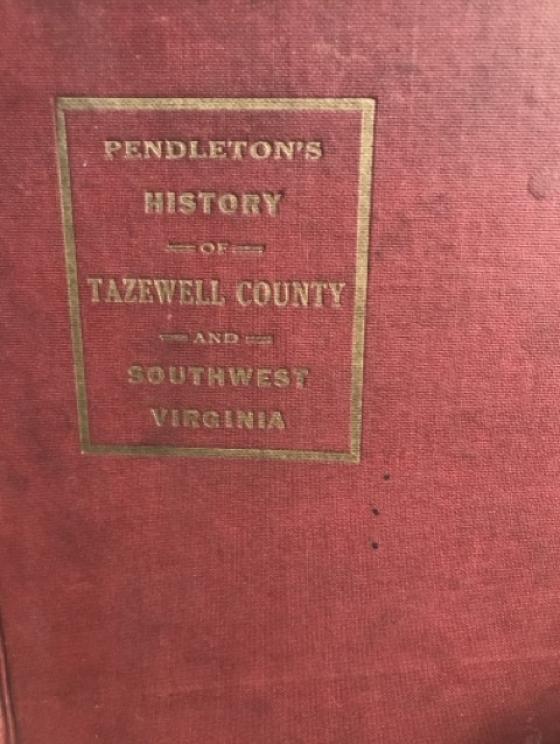 PENDLETON'S
HISTORY
OF
TAZEWELL COUNTY
AND
SOUTHWEST
VIRGINIA